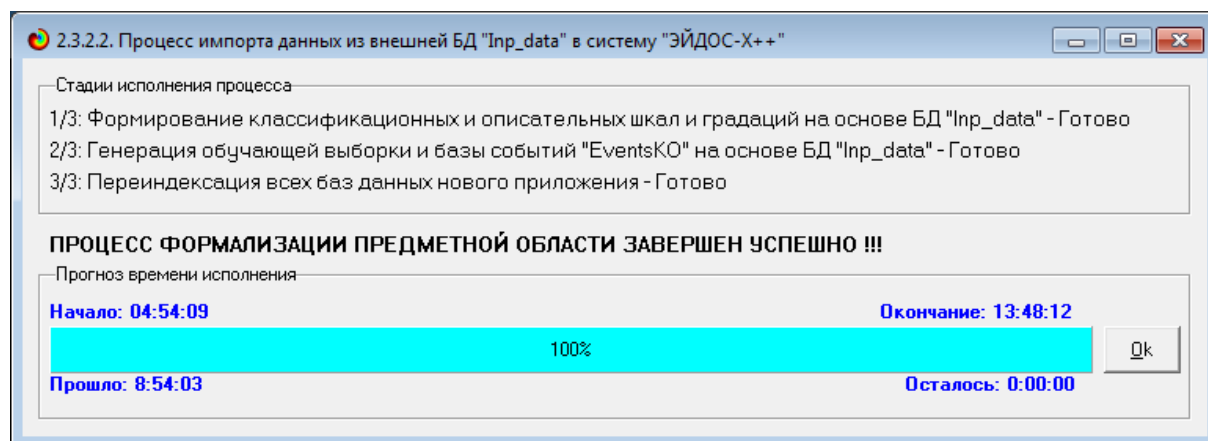 2.3.2.2. Процесс импорта данных из внешней БД "Inp_data" в систему "ЭЙДОС-X++"
Стадии исполнения процесса
1/3: Формирование классификационных и описательных шкал и градаций на основе БД "Inp_data" - Готово
2/3: Генерация обучающей выборки и базы событий "EventsKO" на основе БД "Inp_data" - Готово
3/3: Переиндексация всех баз данных нового приложения - Готово
ПРОЦЕСС ФОРМАЛИЗАЦИИ ПРЕДМЕТНОЙ ОБЛАСТИ ЗАВЕРШЕН УСПЕШНО !!!
Прогноз времени исполнения
Начало: 04:54:09 Окончание: 13:48:12
100% Ok
Прошло: 8:54:03 Осталось: 0:00:00